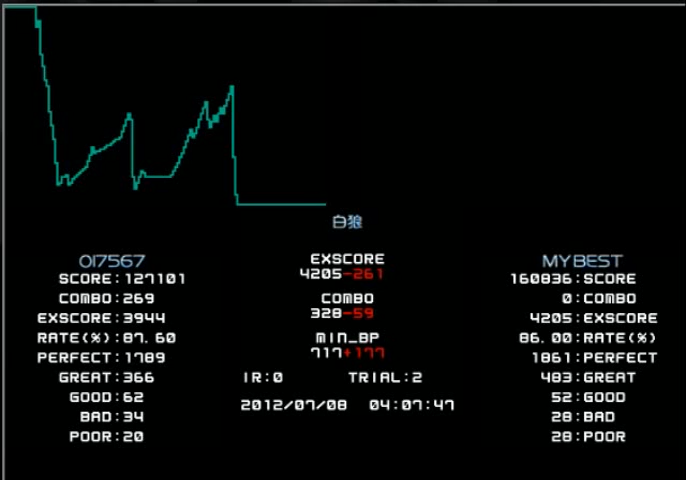 白狼
017567
SCORE:127101
COMBO:269
EXSCORE:3944
RATE(%):87.60
PERFECT:1789
GREAT:366
GOOD:62
BAD:34
POOR:20
EXSCORE
4205-261
COMBO
328-59
MIN_BP
717+177
IR:0 TRIAL:2
2012/07/08 04:07:47
MYBEST
160836:SCORE
0:COMBO
4205:EXSCORE
86.00:RATE(%)
1861:PERFECT
483:GREAT
52:GOOD
28:BAD
28:POOR